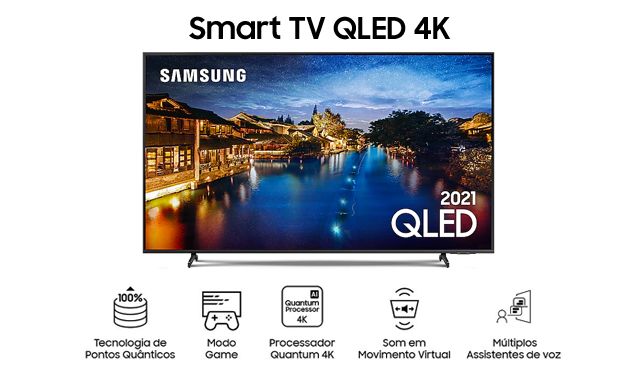 Smart TV QLED 4K
SAMSUNG
2021
QLED
100%
AI
Quantum
Processor
4K
Tecnologia de
Pontos Quânticos
Modo
Game
Processador
Quantum 4K
Som em
Movimento Virtual
Múltiplos
Assistentes de voz